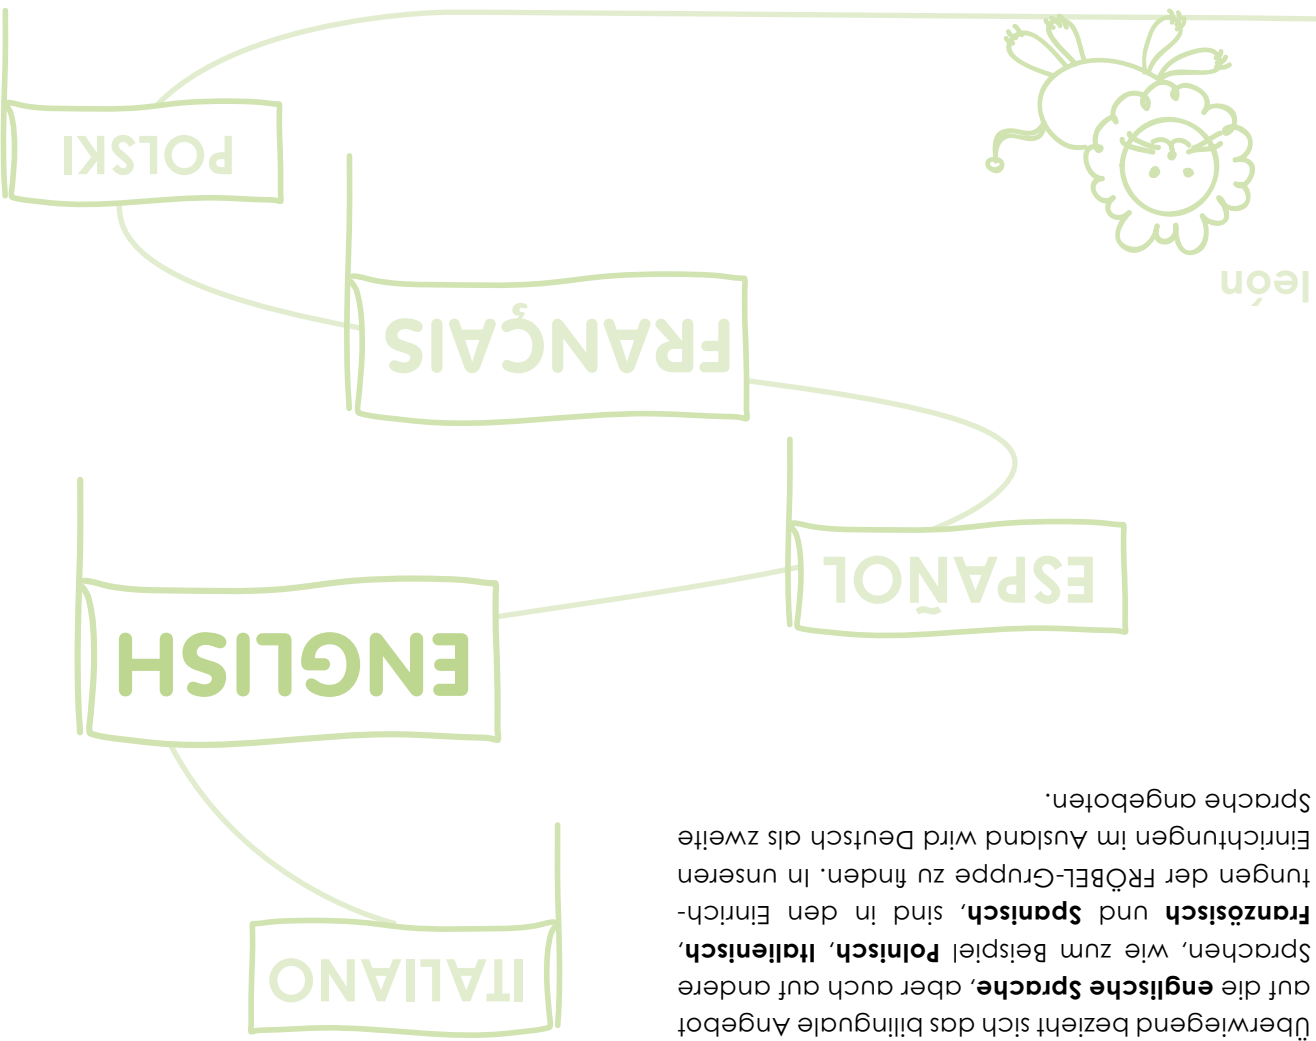 Überwiegend bezieht sich das bilinguale Angebot
auf die englische Sprache, aber auch auf andere
Sprachen, wie zum Beispiel Polnisch, Italienisch,
Französisch und Spanisch, sind in den Einrich-
tungen der FRÖBEL-Gruppe zu finden. In unseren
Einrichtungen im Ausland wird Deutsch als zweite
Sprache angeboten.
ITALIANO
ENGLISH
ESPAÑOL
FRANÇAIS
POLSKI
león